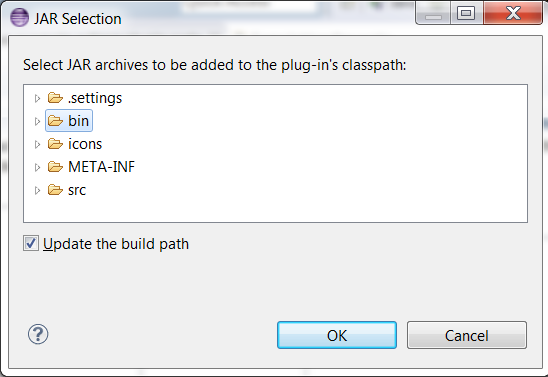 JAR Selection
Select JAR archives to be added to the plug-in's classpath:
.settings
bin
icons
META-INF
src
Update the build path
?
OK
Cancel